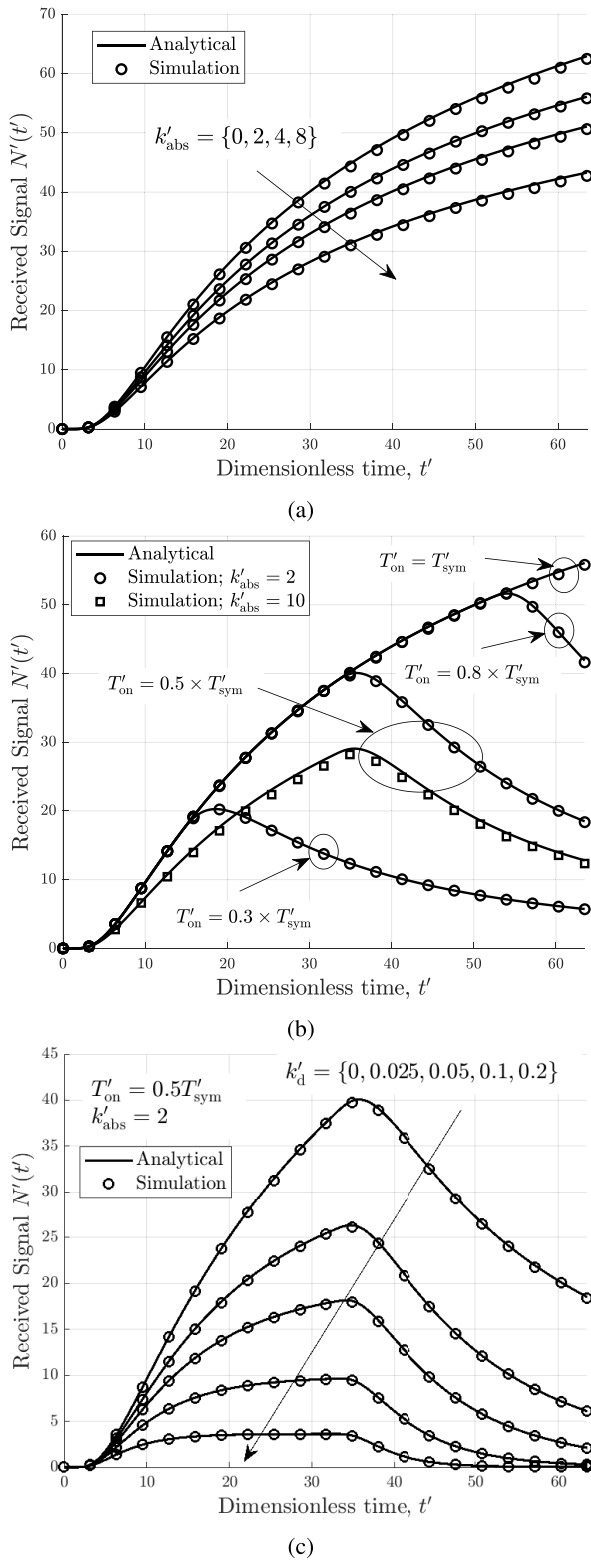 70
60
50
40
30
20
10
0
Analytical
Simulation
k′abs = {0, 2, 4, 8}
Received Signal N′(t′)
0 10 20 30 40 50 60
Dimensionless time, t′
(a)
60
50
40
30
20
10
0
Analytical
Simulation; k′abs = 2
Simulation; k′abs = 10
T′on = T′sym
T′on = 0.8 × T′sym
T′on = 0.5 × T′sym
T′on = 0.3 × T′sym
Received Signal N′(t′)
0 10 20 30 40 50 60
Dimensionless time, t′
(b)
45
40
35
30
25
20
15
10
5
0
k′d = {0, 0.025, 0.05, 0.1, 0.2}
T′on = 0.5T′sym
k′abs = 2
Analytical
Simulation
Received Signal N′(t′)
0 10 20 30 40 50 60
Dimensionless time, t′
(c)